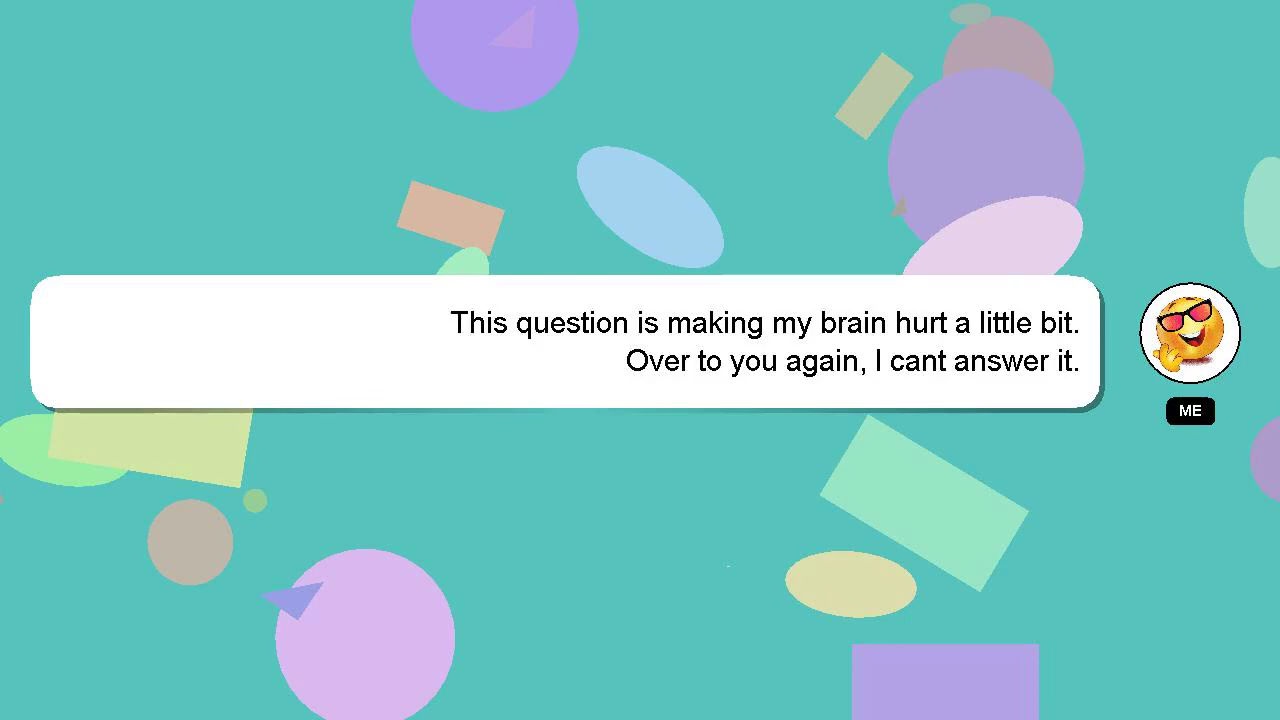 This question is making my brain hurt a little bit.
Over to you again, I cant answer it.
ME